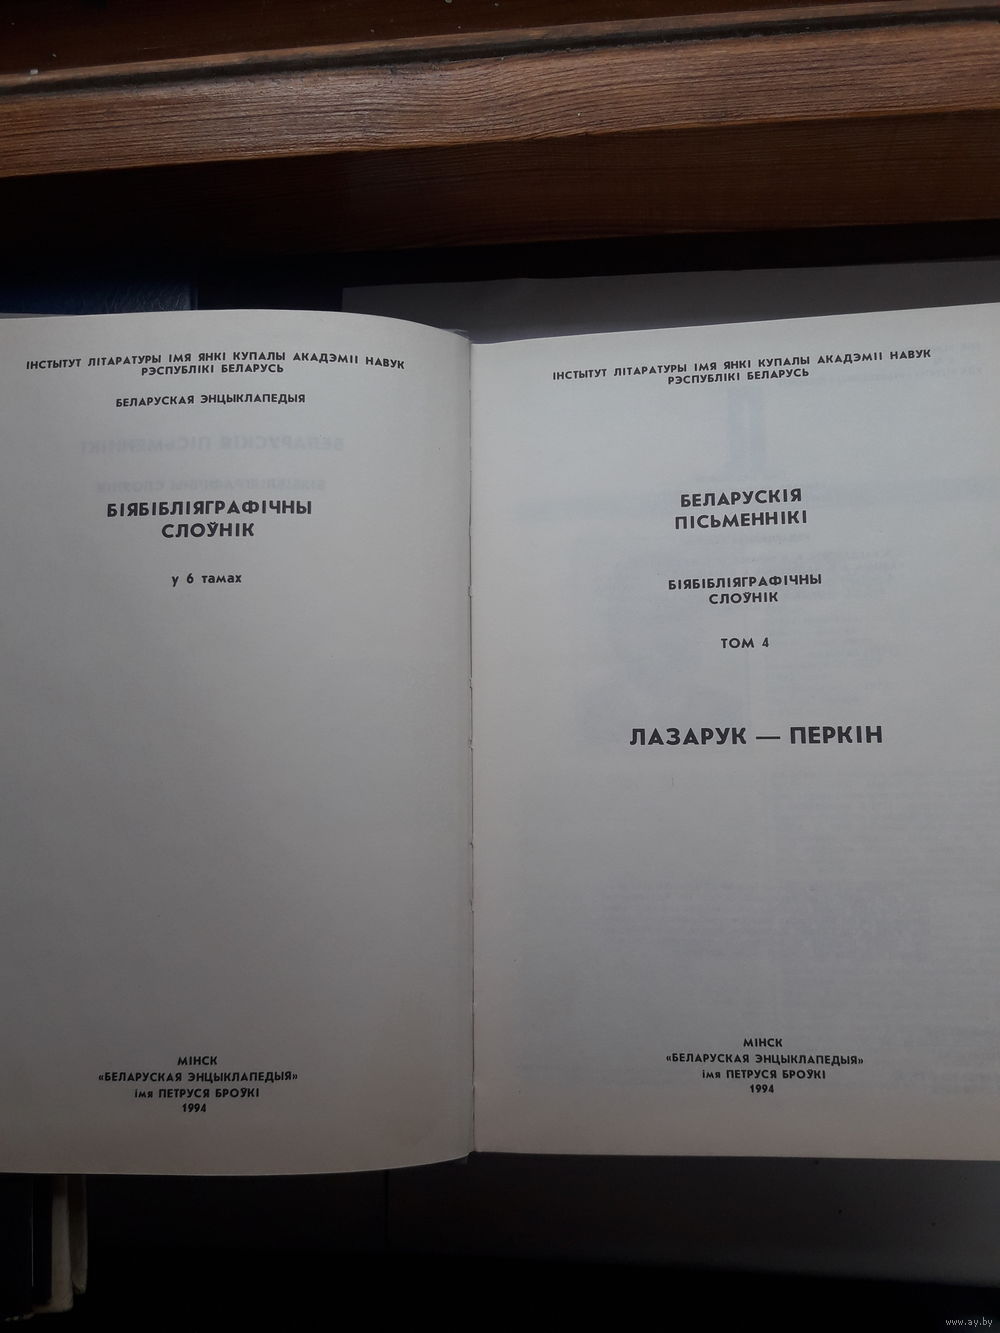 ІНСТЫТУТ ЛІТАРАТУРЫ ІМЯ ЯНКІ КУПАЛЫ АКАДЭМІІ НАВУК
РЭСПУБЛІКІ БЕЛАРУСЬ
БЕЛАРУСКАЯ ЭНЦЫКЛАПЕДЫЯ
БІЯБІБЛІЯГРАФІЧНЫ
СЛОЎНІК
у 6 тамах
МІНСК
«БЕЛАРУСКАЯ ЭНЦЫКЛАПЕДЫЯ»
імя ПЕТРУСЯ БРОЎКІ
1994
ІНСТЫТУТ ЛІТАРАТУРЫ ІМЯ ЯНКІ КУПАЛЫ АКАДЭМІІ НАВУК
РЭСПУБЛІКІ БЕЛАРУСЬ
БЕЛАРУСКІЯ
ПІСЬМЕННІКІ
БІЯБІБЛІЯГРАФІЧНЫ
СЛОЎНІК
ТОМ 4
ЛАЗАРУК — ПЕРКІН
МІНСК
«БЕЛАРУСКАЯ ЭНЦЫКЛАПЕДЫЯ»
імя ПЕТРУСЯ БРОЎКІ
1994
www.ay.by